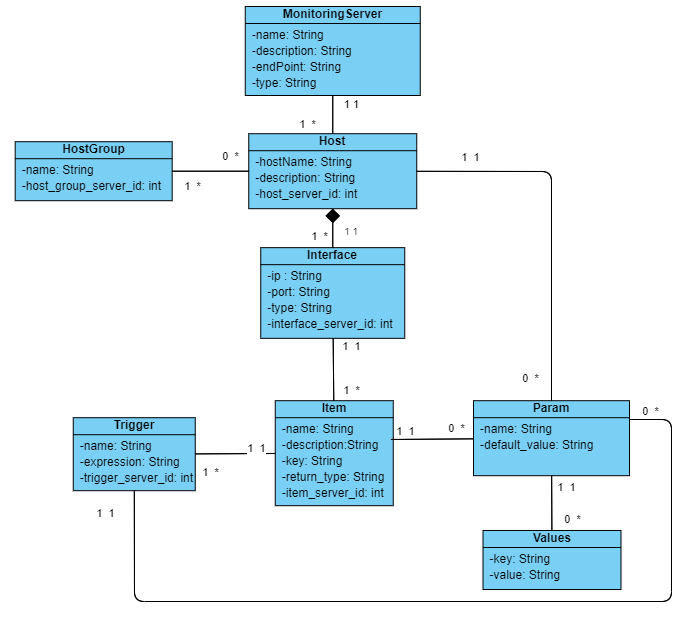 MonitoringServer
-name: String
-description: String
-endPoint: String
-type: String
1 1
1 *
Host
-hostName: String
-description: String
-host_server_id: int
HostGroup
-name: String
-host_group_server_id: int
0 *
1 *
1 1
1 *
1 1
Interface
-ip : String
-port: String
-type: String
-interface_server_id: int
1 1
1 *
0 *
Item
-name: String
-description:String
-key: String
-return_type: String
-item_server_id: int
Param
-name: String
-default_value: String
0 *
1 1
0 *
Trigger
-name: String
-expression: String
-trigger_server_id: int
1 1
1 *
1 1
1 1
0 *
Values
-key: String
-value: String